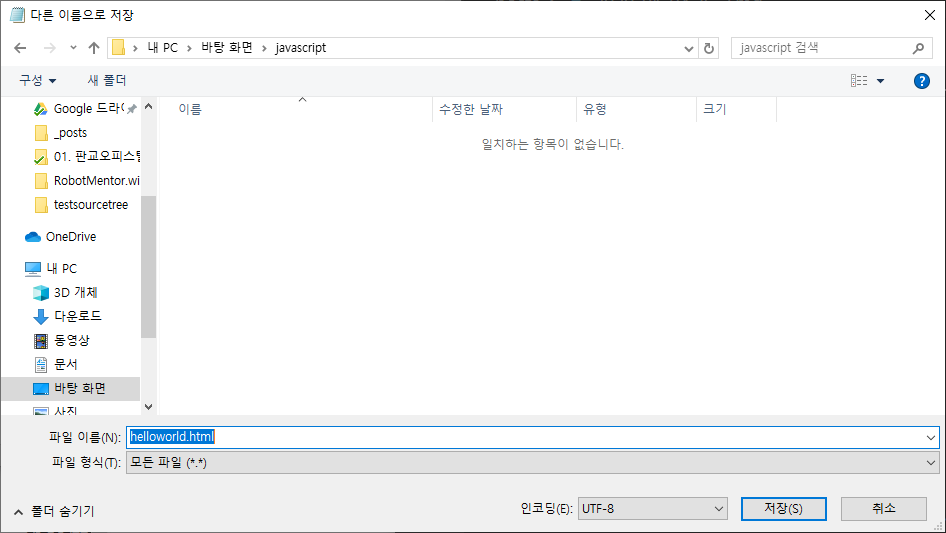 다른 이름으로 저장
내 PC > 바탕 화면 > javascript
javascript 검색
구성
새 폴더
이름 수정한 날짜 유형 크기
일치하는 항목이 없습니다.
Google 드라이
_posts
01. 판교오피스텔
RobotMentor.wi
testsourcetree
OneDrive
내 PC
3D 개체
다운로드
동영상
문서
바탕 화면
사진
파일 이름(N): helloworld.html
파일 형식(T): 모든 파일 (*.*)
폴더 숨기기
인코딩(E): UTF-8
저장(S)
취소